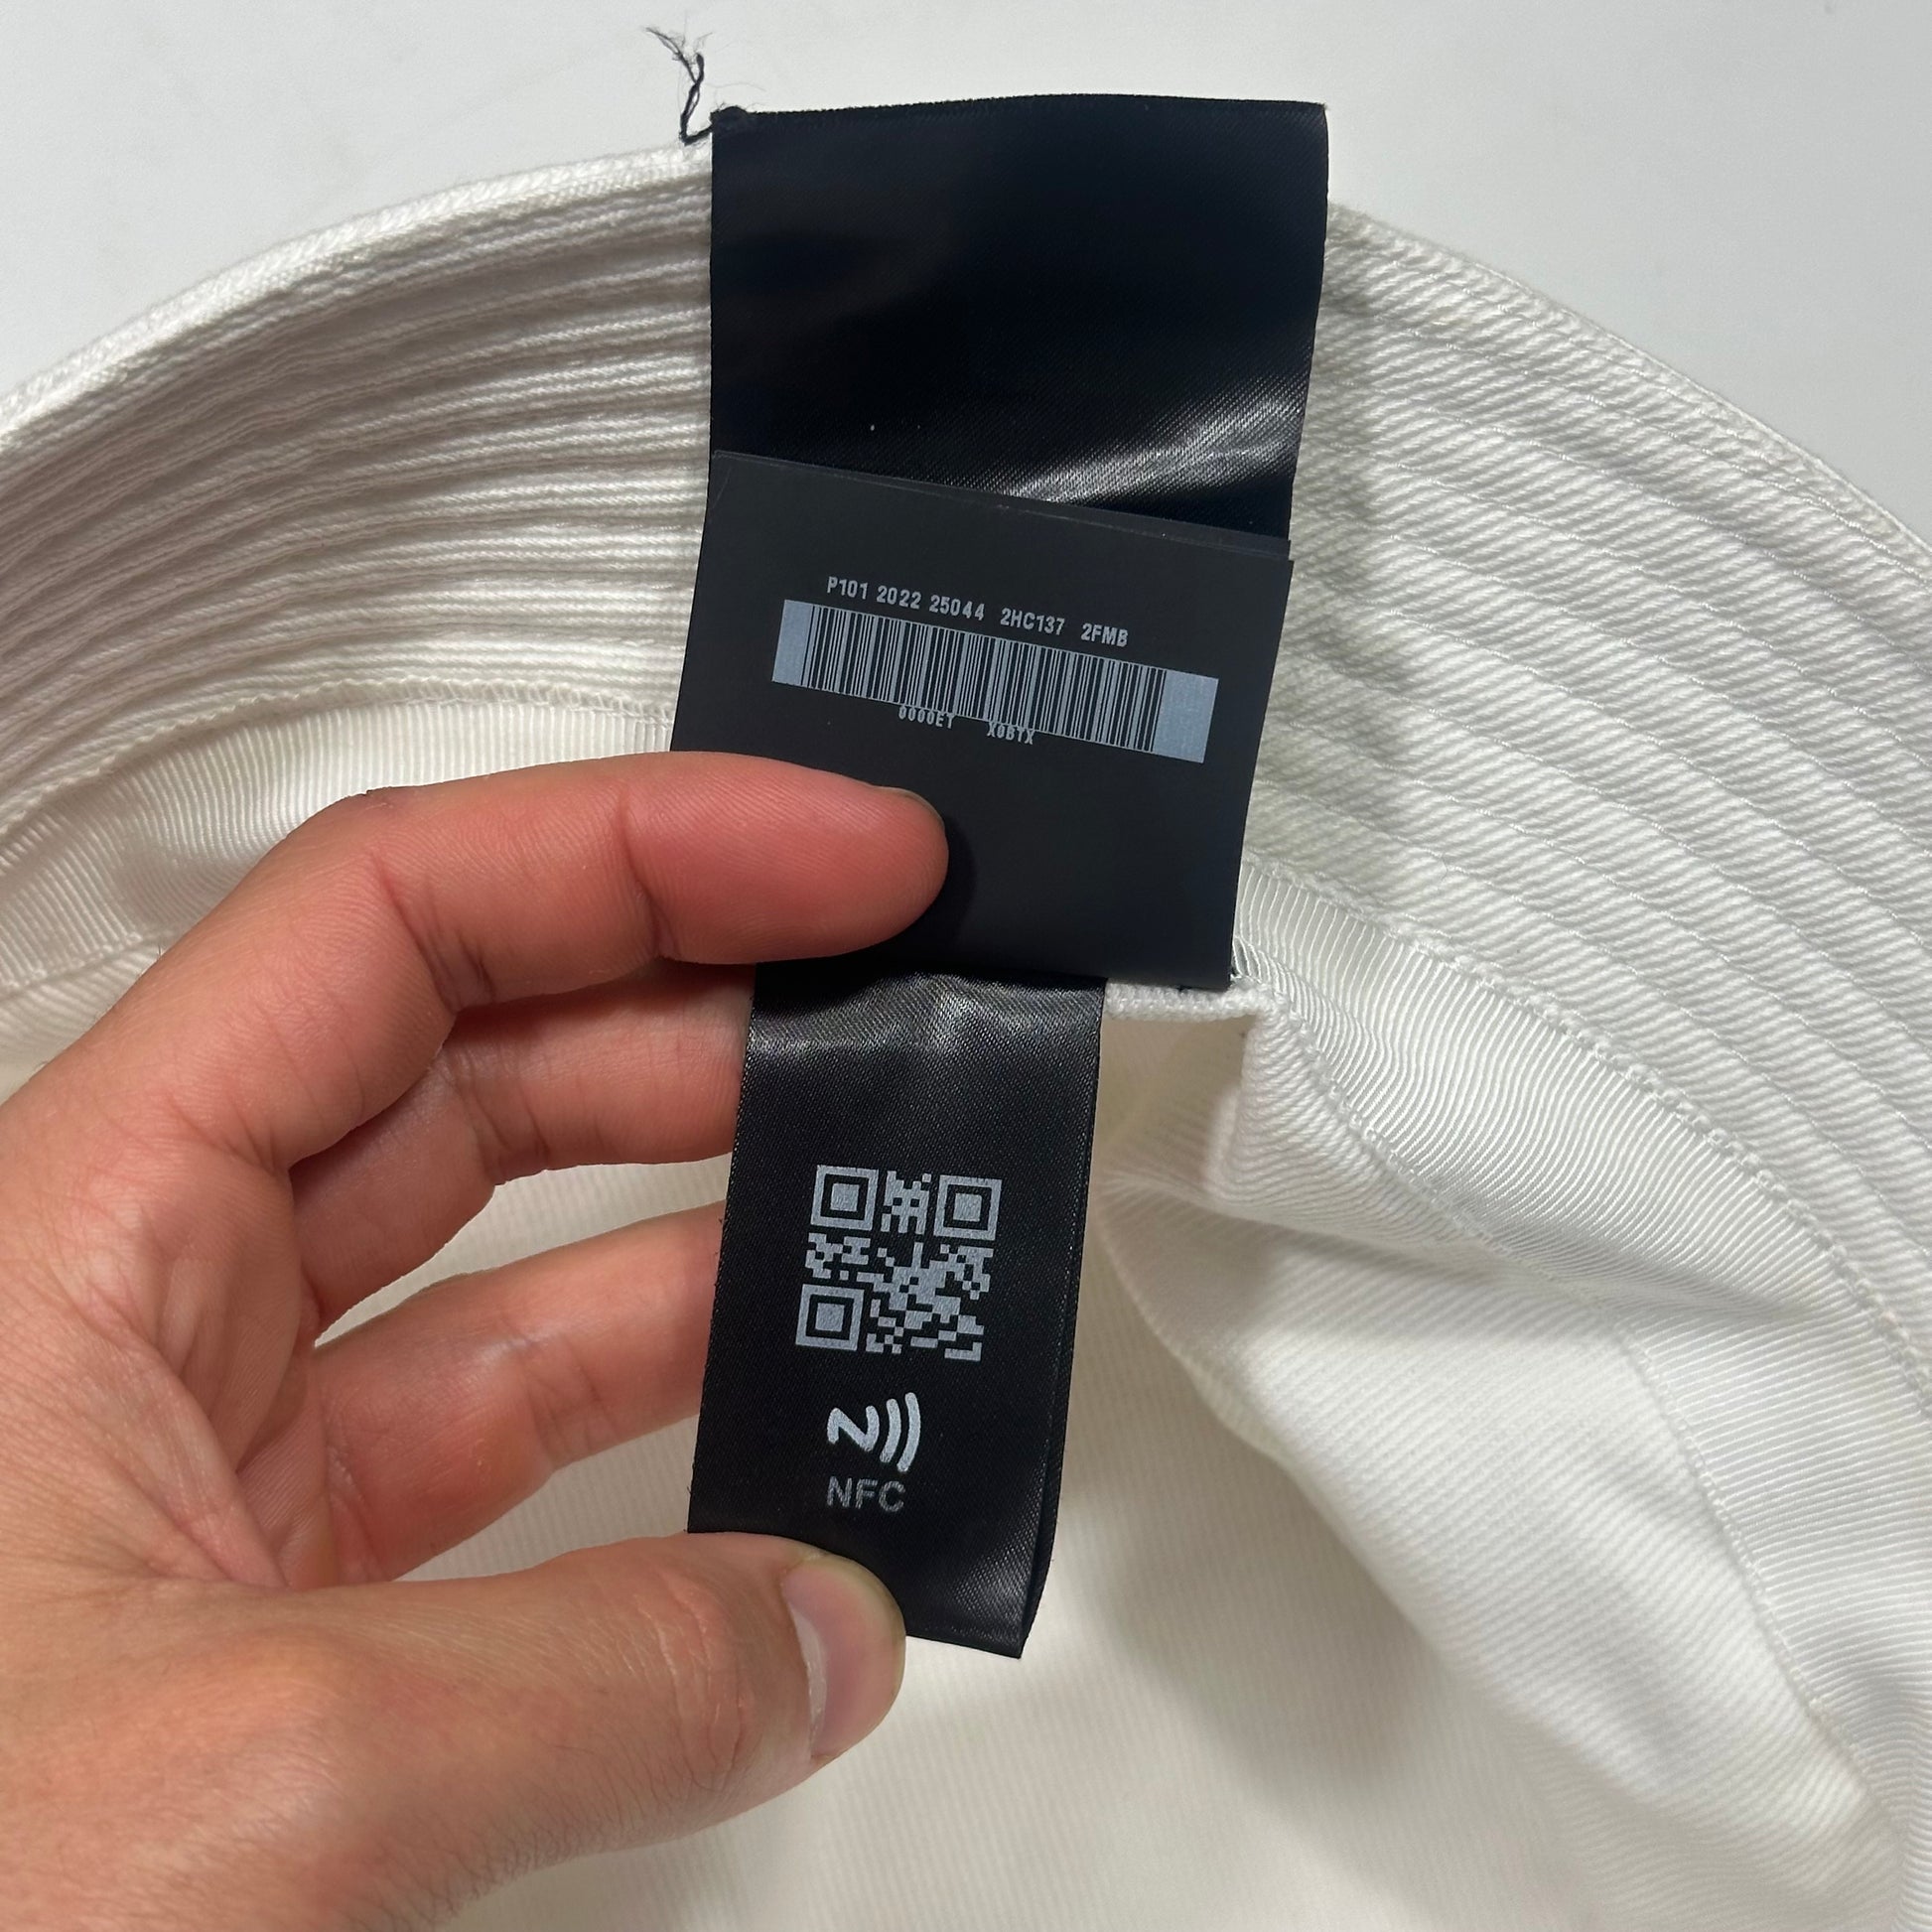 P101 2022 25044 2HC137 2FMB
0000ET X0BTX
NFC